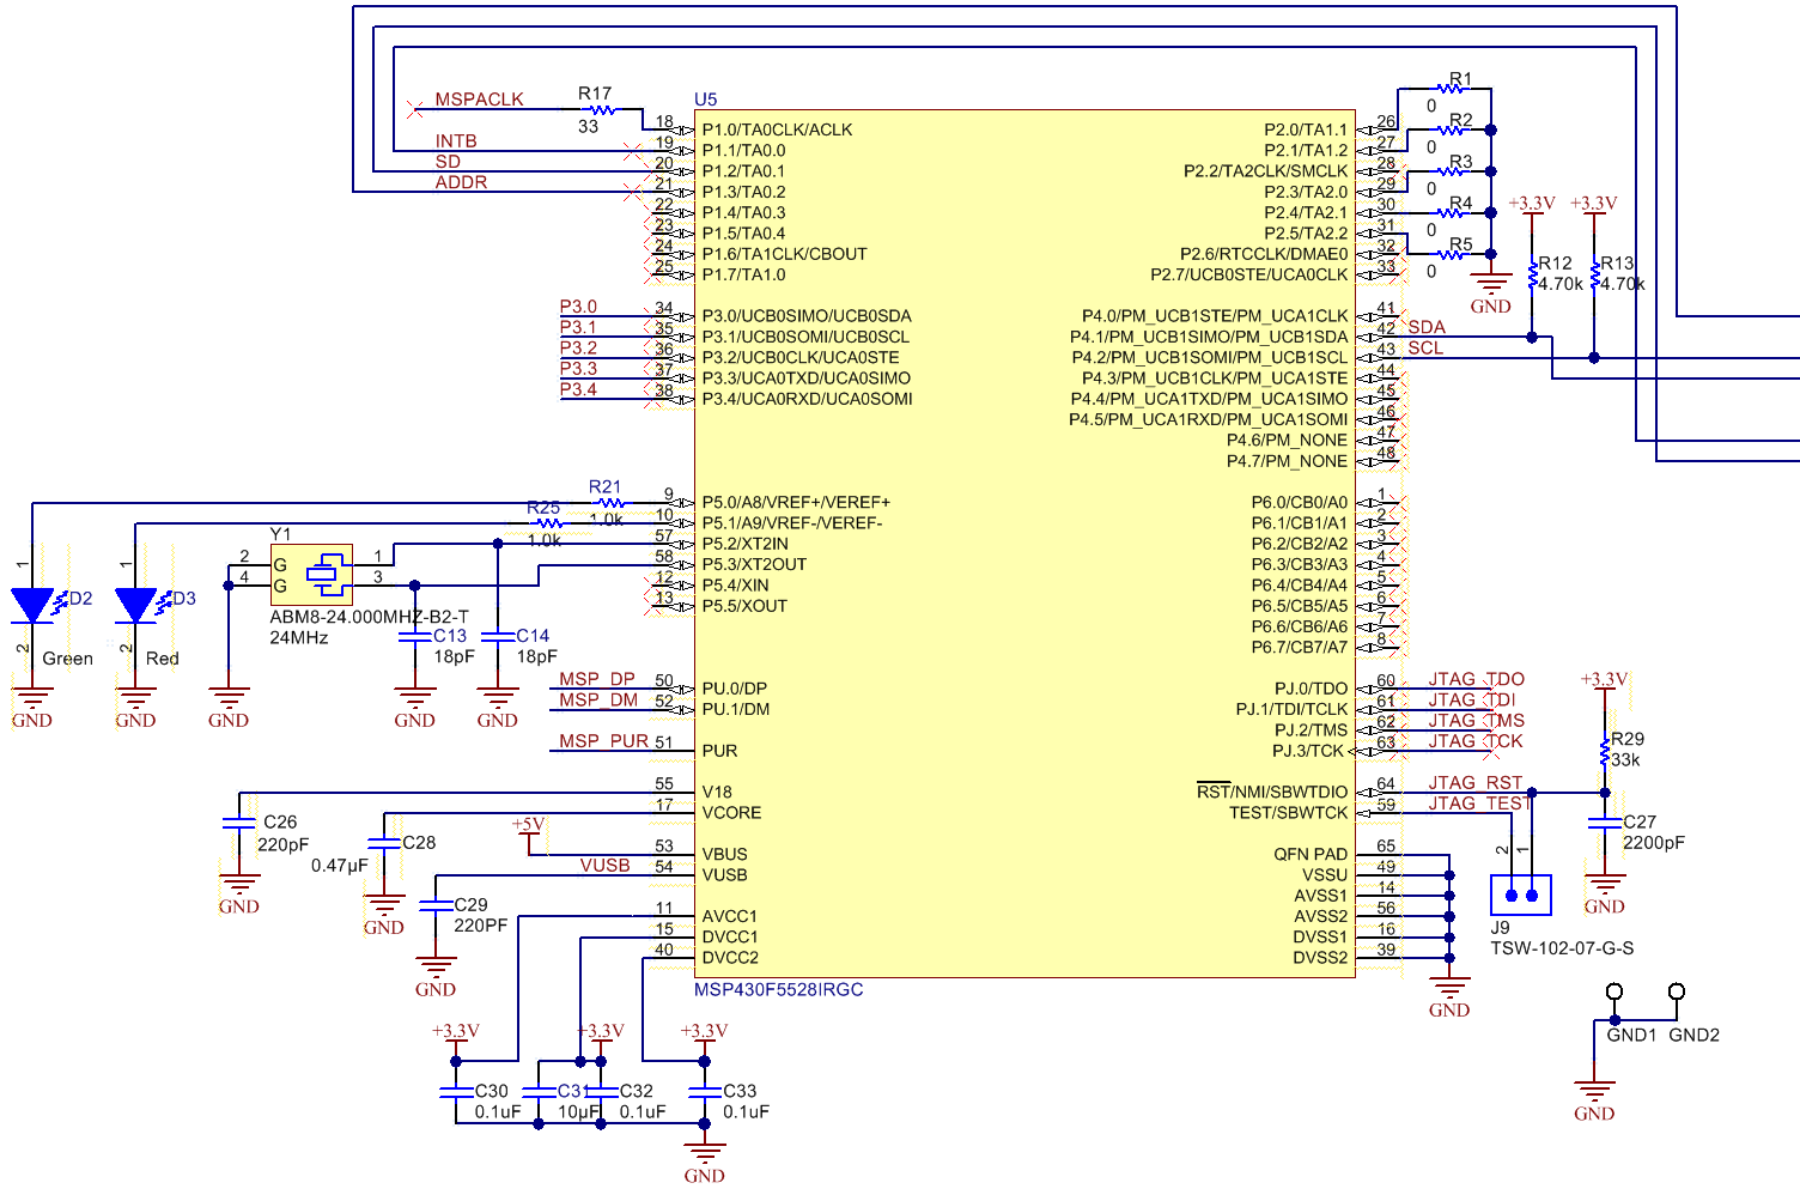 U5
MSPACLK
R17
33
INTB
SD
ADDR
18 P1.0/TA0CLK/ACLK
19 P1.1/TA0.0
20 P1.2/TA0.1
21 P1.3/TA0.2
22 P1.4/TA0.3
23 P1.5/TA0.4
24 P1.6/TA1CLK/CBOUT
25 P1.7/TA1.0
P3.0 34 P3.0/UCB0SIMO/UCB0SDA
P3.1 35 P3.1/UCB0SOMI/UCB0SCL
P3.2 36 P3.2/UCB0CLK/UCA0STE
P3.3 37 P3.3/UCA0TXD/UCA0SIMO
P3.4 38 P3.4/UCA0RXD/UCA0SOMI
R21
1.0k
9 P5.0/A8/VREF+/VEREF+
R25
1.0k
10 P5.1/A9/VREF-/VEREF-
57 P5.2/XT2IN
58 P5.3/XT2OUT
12 P5.4/XIN
13 P5.5/XOUT
Y1
2 G 1
4 G 3
ABM8-24.000MHZ-B2-T
24MHz
1
D2
2
Green
GND
1
D3
2
Red
GND
GND
C13
18pF
GND
C14
18pF
GND
MSP_DP 50 PU.0/DP
MSP_DM 52 PU.1/DM
MSP_PUR 51 PUR
55 V18
17 VCORE
+5V
53 VBUS
VUSB 54 VUSB
11 AVCC1
15 DVCC1
40 DVCC2
C26
220pF
GND
C28
0.47µF
GND
C29
220PF
GND
MSP430F5528IRGC
+3.3V
+3.3V
+3.3V
C30
0.1uF
C31
10µF
C32
0.1uF
C33
0.1uF
GND
P2.0/TA1.1 26
P2.1/TA1.2 27
P2.2/TA2CLK/SMCLK 28
P2.3/TA2.0 29
P2.4/TA2.1 30
P2.5/TA2.2 31
P2.6/RTCCLK/DMAE0 32
P2.7/UCB0STE/UCA0CLK 33
R1
0
R2
0
R3
0
R4
0
R5
0
GND
+3.3V
+3.3V
R12
4.70k
R13
4.70k
P4.0/PM_UCB1STE/PM_UCA1CLK 41
P4.1/PM_UCB1SIMO/PM_UCB1SDA 42 SDA
P4.2/PM_UCB1SOMI/PM_UCB1SCL 43 SCL
P4.3/PM_UCB1CLK/PM_UCA1STE 44
P4.4/PM_UCA1TXD/PM_UCA1SIMO 45
P4.5/PM_UCA1RXD/PM_UCA1SOMI 46
P4.6/PM_NONE 47
P4.7/PM_NONE 48
P6.0/CB0/A0 1
P6.1/CB1/A1 2
P6.2/CB2/A2 3
P6.3/CB3/A3 4
P6.4/CB4/A4 5
P6.5/CB5/A5 6
P6.6/CB6/A6 7
P6.7/CB7/A7 8
PJ.0/TDO 60 JTAG_TDO
PJ.1/TDI/TCLK 61 JTAG_TDI
PJ.2/TMS 62 JTAG_TMS
PJ.3/TCK 63 JTAG_TCK
RST/NMI/SBWTDIO 64 JTAG_RST
TEST/SBWTCK 59 JTAG_TEST
QFN PAD 65
VSSU 49
AVSS1 14
AVSS2 56
DVSS1 16
DVSS2 39
GND
+3.3V
R29
33k
C27
2200pF
GND
2
1
J9
TSW-102-07-G-S
GND1
GND2
GND